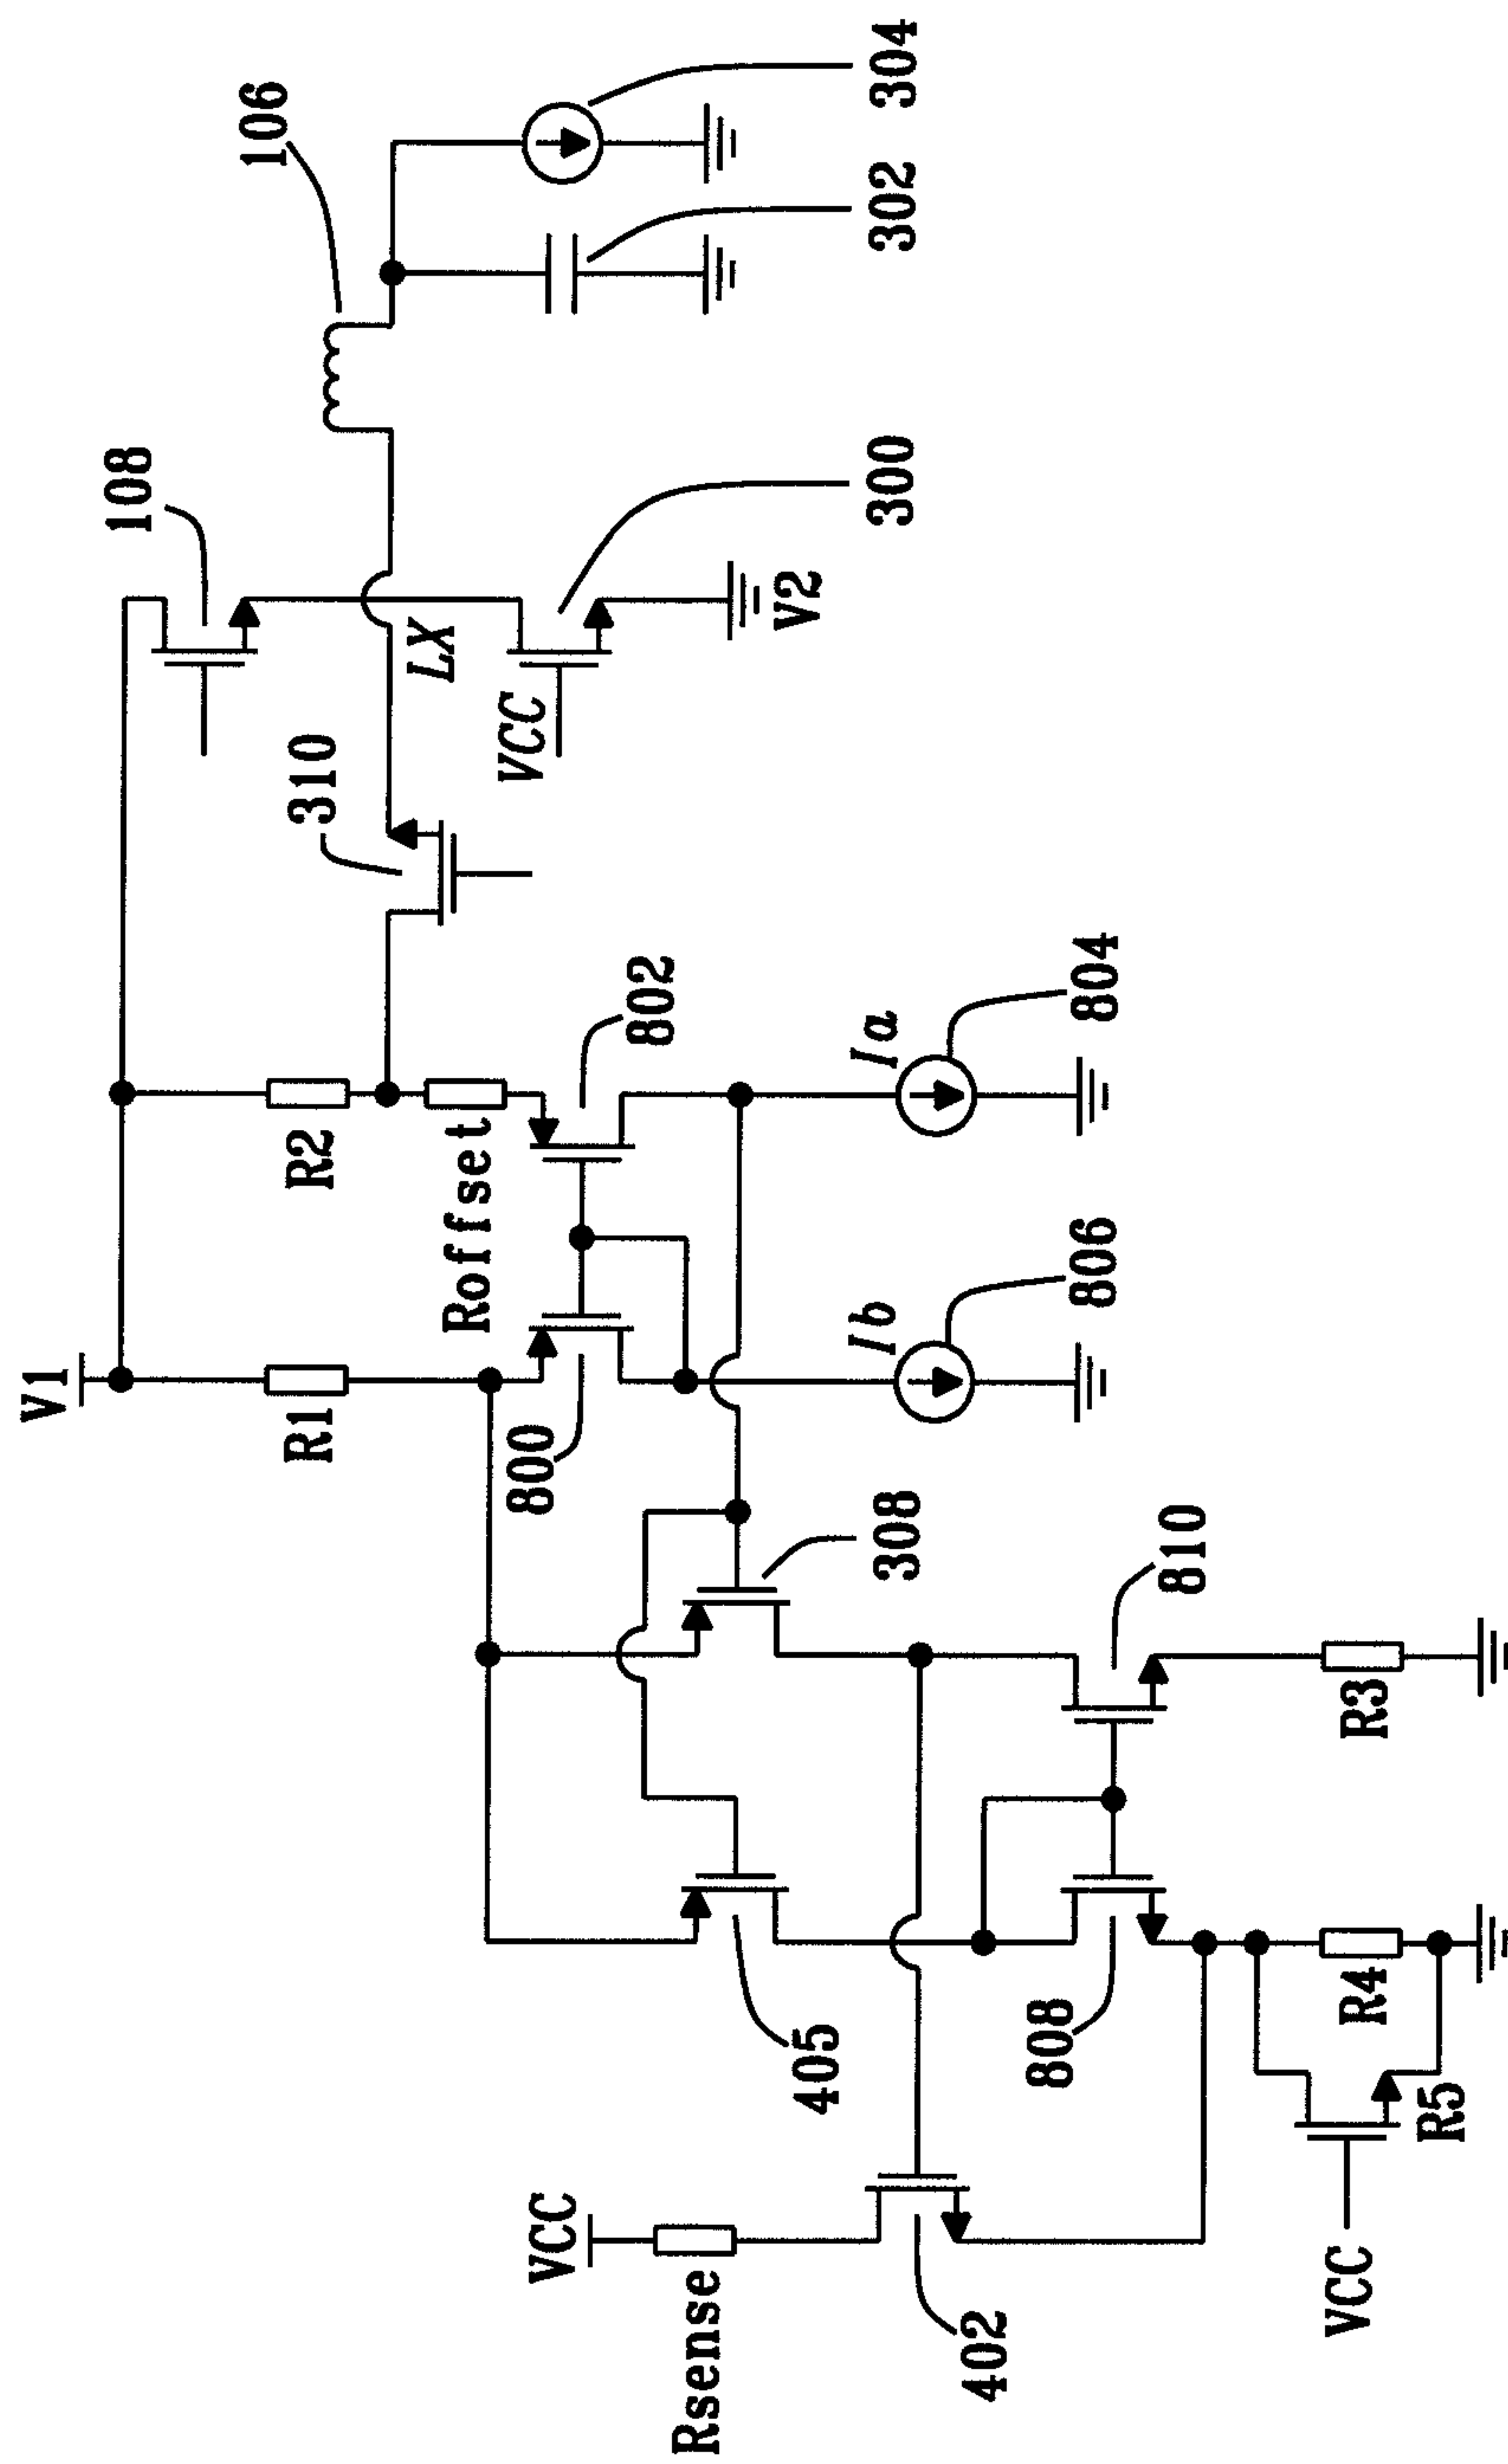 V1
108
106
R1
R2
310
LX
VCC
300
304
302
V2
Roffset
800
802
Ia
804
Ib
806
308
405
VCC
Rsense
402
808
810
R4
R3
VCC
R5